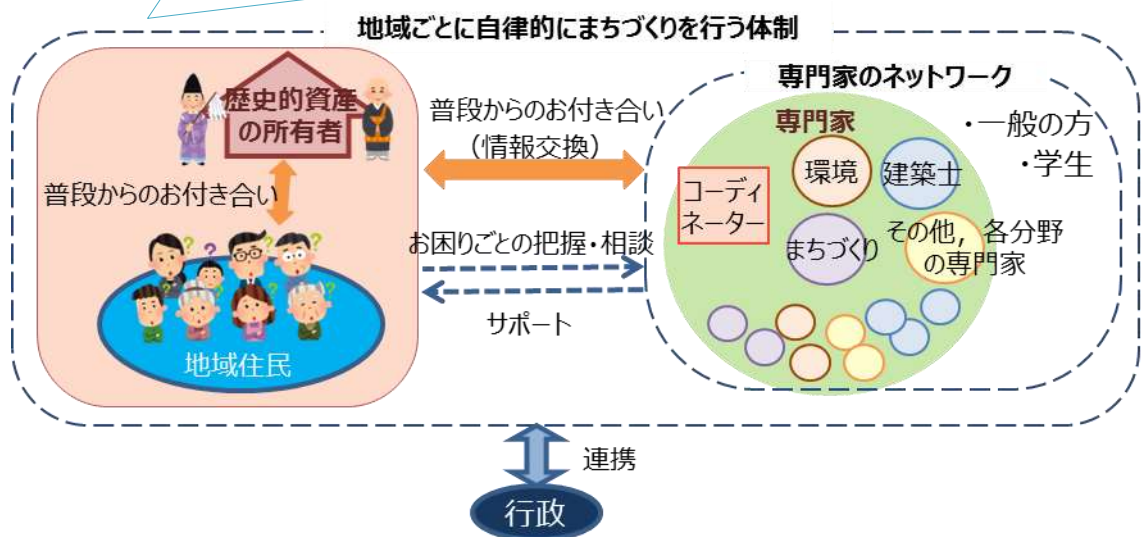 地域ごとに自律的にまちづくりを行う体制
歴史的資産
の所有者
普段からのお付き合い
地域住民
普段からのお付き合い
（情報交換）
お困りごとの把握・相談
サポート
専門家のネットワーク
専門家
・一般の方
・学生
コーディ
ネーター
環境
建築士
まちづくり
その他，各分野
の専門家
連携
行政